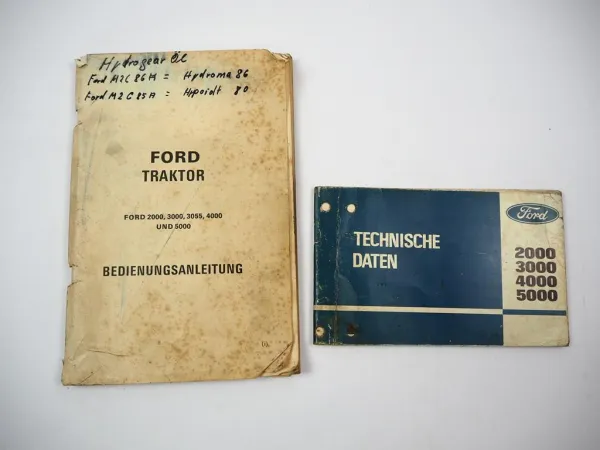 Hydrogear Öl
Ford M2C 86 A = Hydroma 86
Ford M2C 85 A = Hpoidt 80
FORD
TRAKTOR
FORD 2000, 3000, 3055, 4000
UND 5000
BEDIENUNGSANLEITUNG
Ford
TECHNISCHE
DATEN
2000
3000
4000
5000